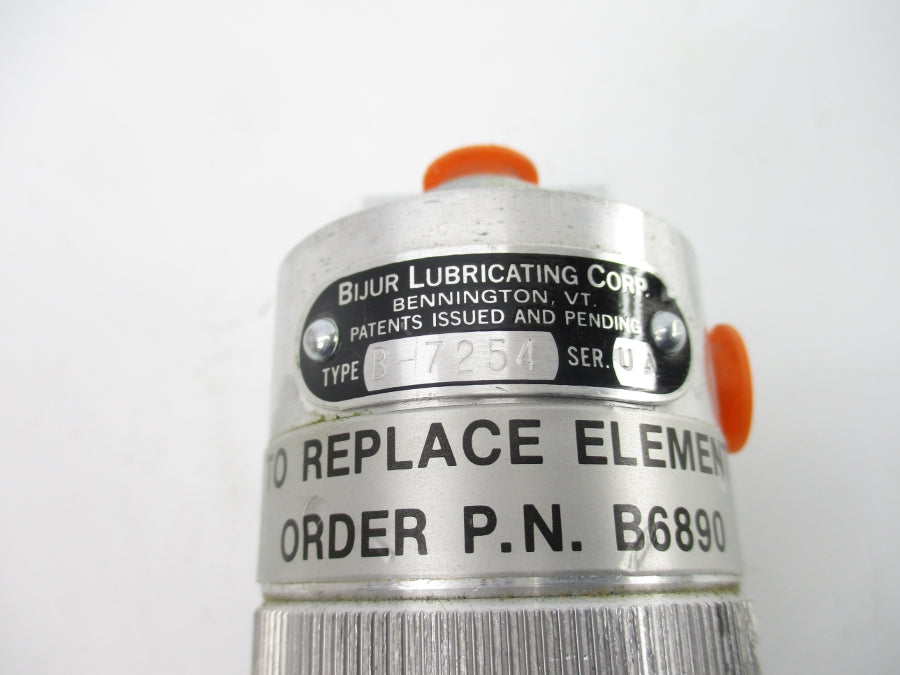 BIJUR LUBRICATING CORP.
BENNINGTON, VT.
PATENTS ISSUED AND PENDING
TYPE B-7254 SER. UA
TO REPLACE ELEMENT
ORDER P.N. B6890